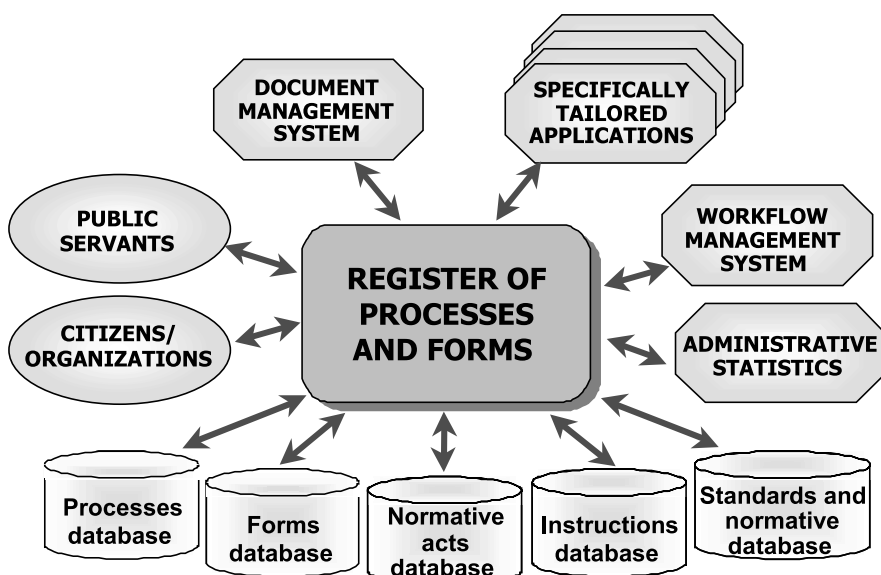 DOCUMENT
MANAGEMENT
SYSTEM
SPECIFICALLY
TAILORED
APPLICATIONS
PUBLIC
SERVANTS
WORKFLOW
MANAGEMENT
SYSTEM
REGISTER OF
PROCESSES
AND FORMS
CITIZENS/
ORGANIZATIONS
ADMINISTRATIVE
STATISTICS
Processes
database
Forms
database
Normative
acts
database
Instructions
database
Standards and
normative
database